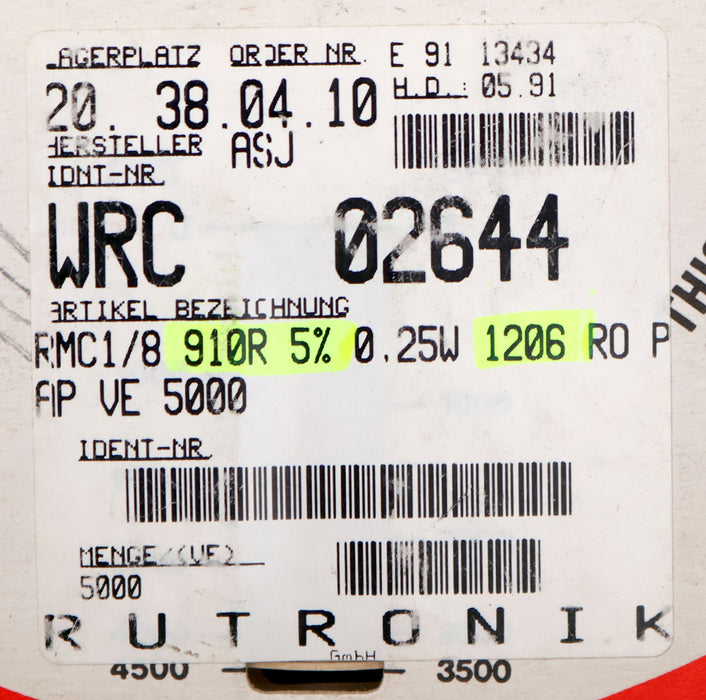 LAGERPLATZ ORDER NR. E 91 13434
20. 38.04.10 H.D.: 05.91
HERSTELLER ASJ
IDNT-NR.
WRC 02644
ARTIKEL BEZEICHNUNG
RMC1/8 910R 5% 0.25W 1206 RO P
AP VE 5000
IDENT-NR.
MENGE/(VE)
5000
RUTRONIK
GmbH
4500 3500